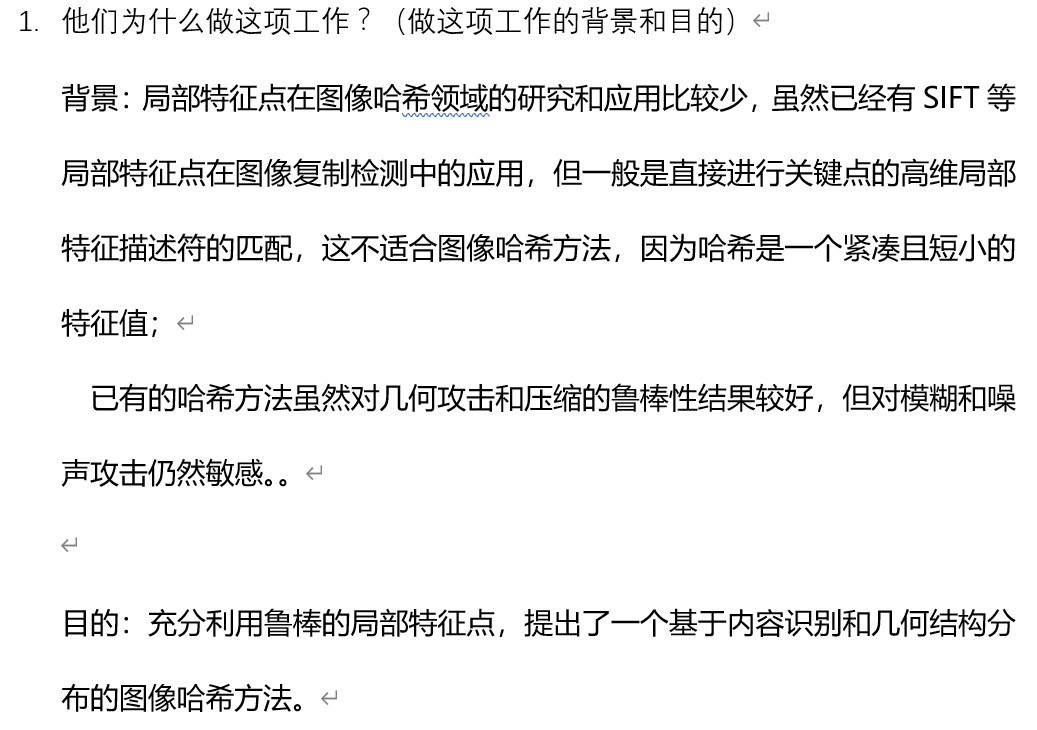 1. 他们为什么做这项工作？（做这项工作的背景和目的）↵
背景：局部特征点在图像哈希领域的研究和应用比较少，虽然已经有 SIFT 等
局部特征点在图像复制检测中的应用，但一般是直接进行关键点的高维局部
特征描述符的匹配，这不适合图像哈希方法，因为哈希是一个紧凑且短小的
特征值；↵
已有的哈希方法虽然对几何攻击和压缩的鲁棒性结果较好，但对模糊和噪
声攻击仍然敏感。。↵
↵
目的：充分利用鲁棒的局部特征点，提出了一个基于内容识别和几何结构分
布的图像哈希方法。↵